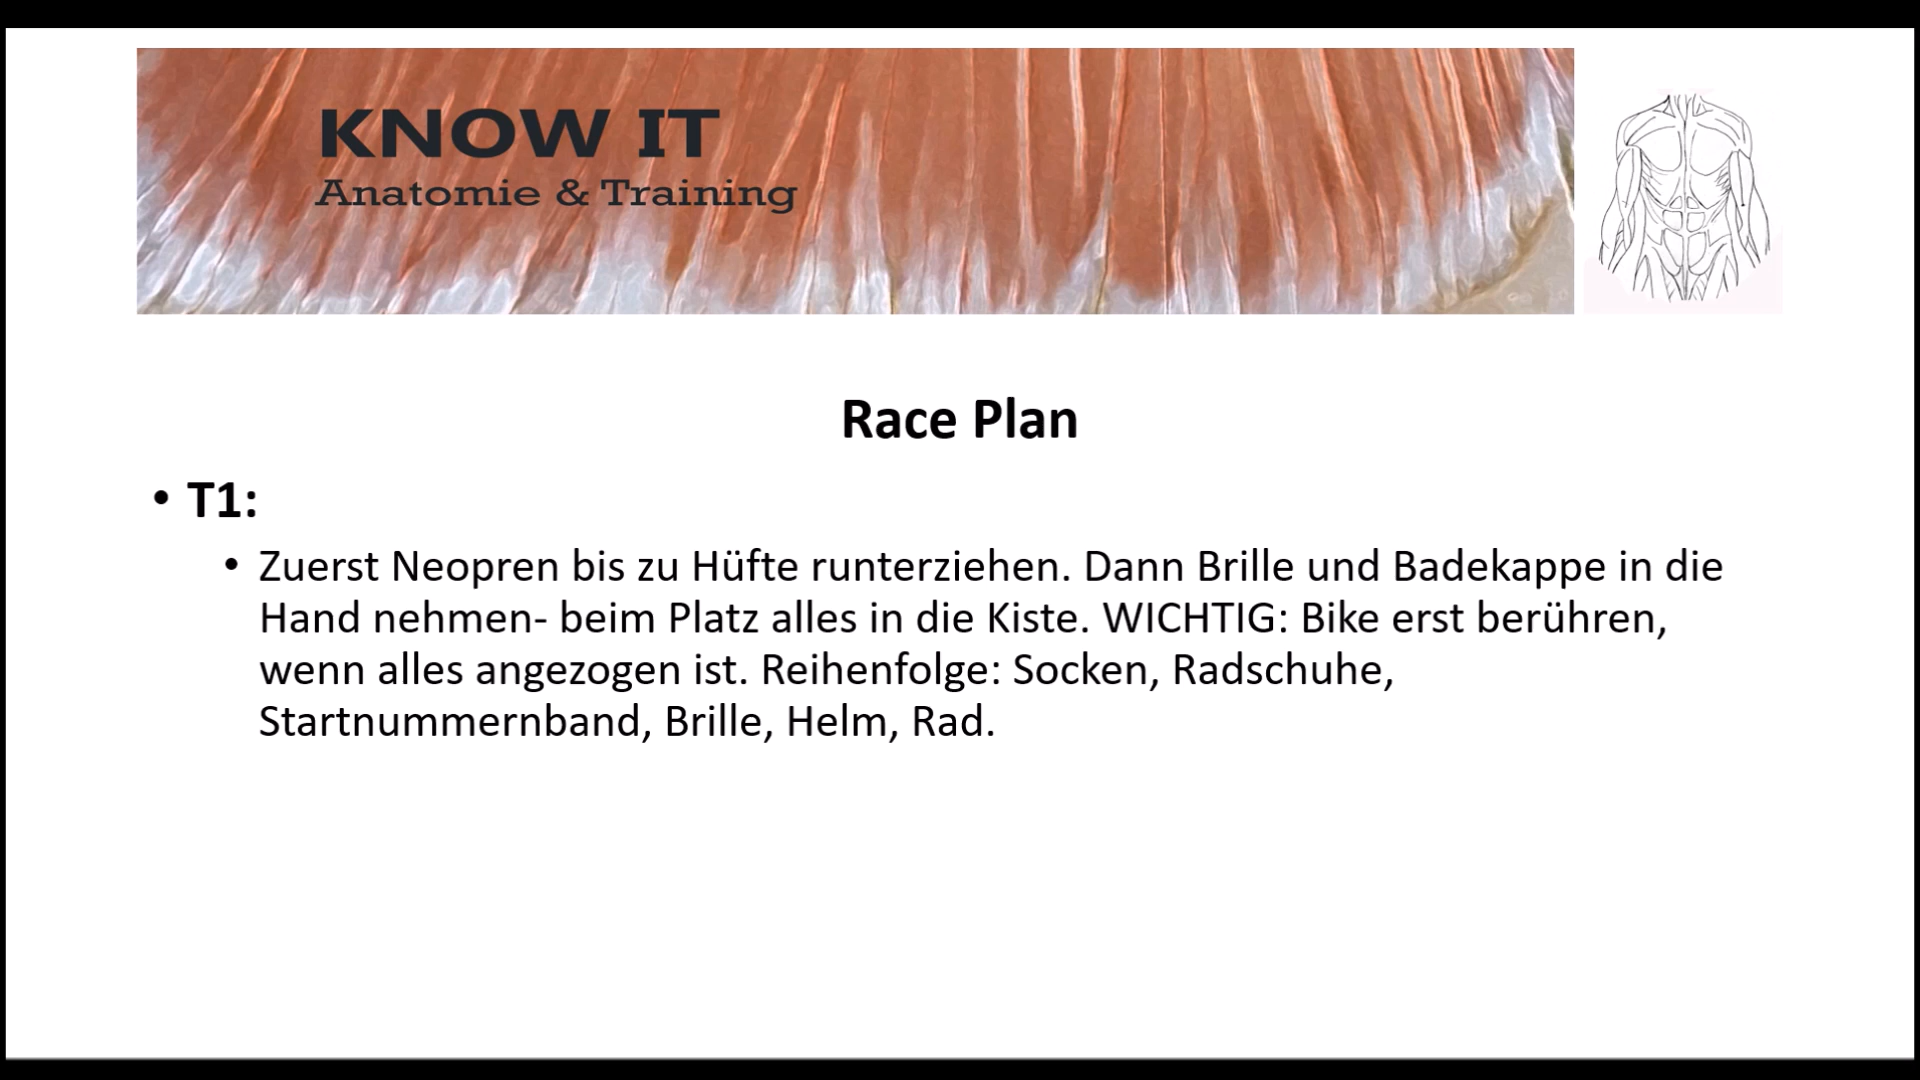 KNOW IT
Anatomie & Training
Race Plan
• T1:
• Zuerst Neopren bis zu Hüfte runterziehen. Dann Brille und Badekappe in die
Hand nehmen- beim Platz alles in die Kiste. WICHTIG: Bike erst berühren,
wenn alles angezogen ist. Reihenfolge: Socken, Radschuhe,
Startnummernband, Brille, Helm, Rad.